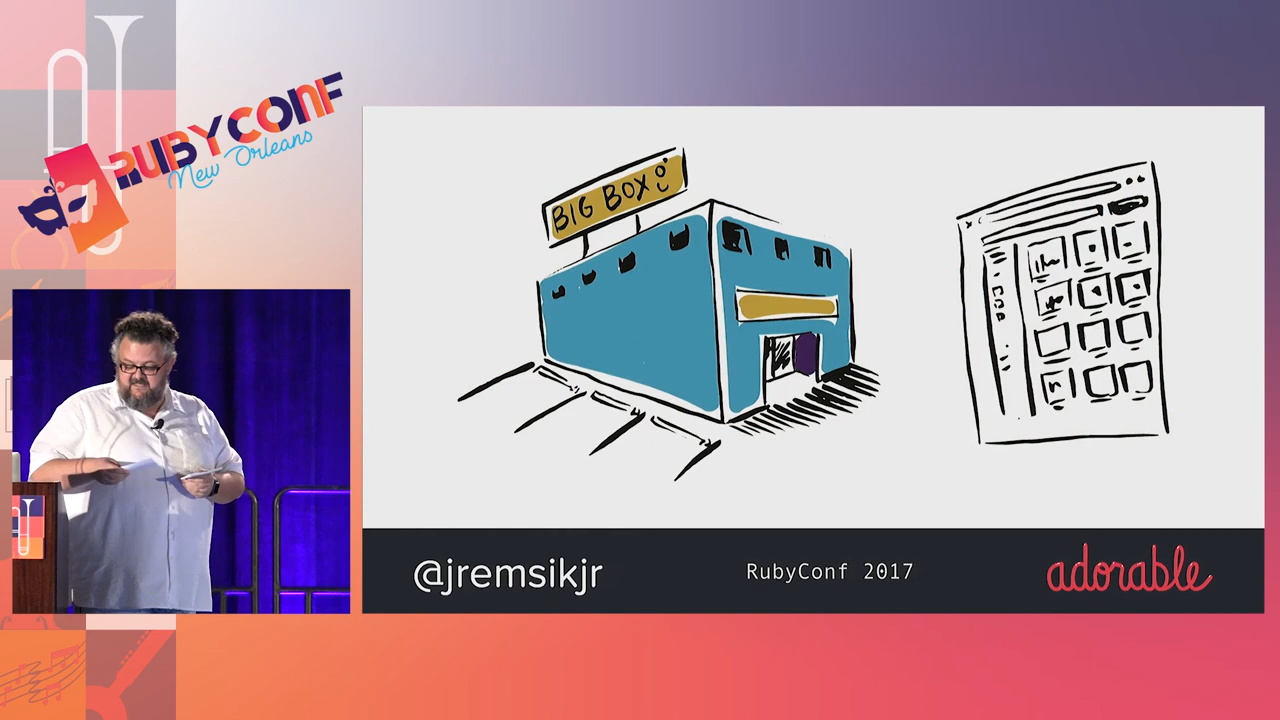 RUBYCONF
New Orleans
BIG BOX
@jremsikjr
RubyConf 2017
adorable